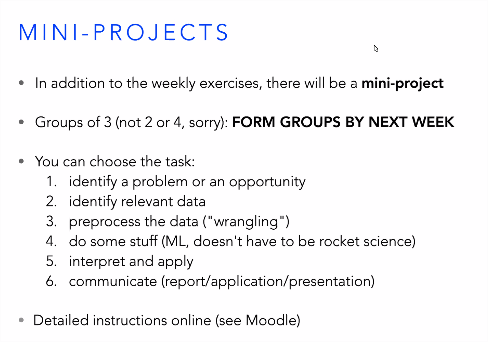 MINI-PROJECTS
• In addition to the weekly exercises, there will be a mini-project
• Groups of 3 (not 2 or 4, sorry): FORM GROUPS BY NEXT WEEK
• You can choose the task:
1. identify a problem or an opportunity
2. identify relevant data
3. preprocess the data ("wrangling")
4. do some stuff (ML, doesn't have to be rocket science)
5. interpret and apply
6. communicate (report/application/presentation)
• Detailed instructions online (see Moodle)